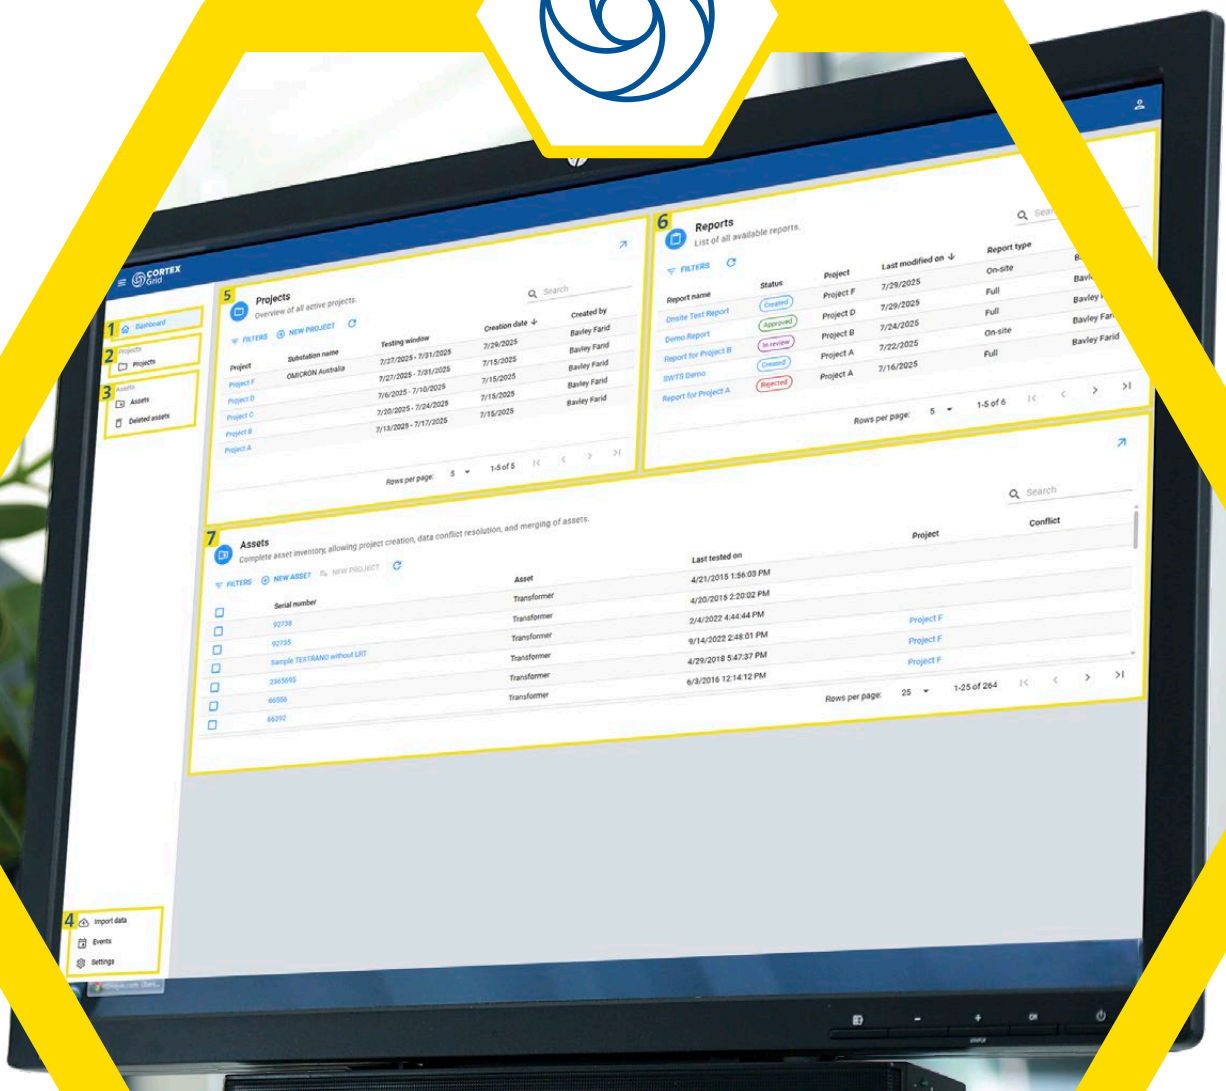 hp
CORTEX
Grid
1 Dashboard
2 Projects
Projects
3 Assets
Assets
Deleted assets
4 Import data
Events
Settings
5 Projects
Overview of all active projects.
Search
FILTERS NEW PROJECT
Project Substation name Testing window Creation date Created by
Project F OMICRON Australia 7/27/2025 - 7/31/2025 7/29/2025 Bavley Farid
Project D 7/27/2025 - 7/31/2025 7/15/2025 Bavley Farid
Project C 7/6/2025 - 7/10/2025 7/15/2025 Bavley Farid
Project B 7/20/2025 - 7/24/2025 7/15/2025 Bavley Farid
Project A 7/13/2025 - 7/17/2025 7/15/2025 Bavley Farid
Rows per page: 5 1-5 of 5
6 Reports
List of all available reports.
FILTERS
Report name Status Project Last modified on Report type
Onsite Test Report Created Project F 7/29/2025 On-site
Demo Report Approved Project D 7/29/2025 Full
Report for Project B In review Project B 7/24/2025 Full Bavley
SWTS Demo Created Project A 7/22/2025 On-site Bavley
Report for Project A Rejected Project A 7/16/2025 Full Bavley Farid
Rows per page: 5 1-5 of 6
7 Assets
Complete asset inventory, allowing project creation, data conflict resolution, and merging of assets.
Search
FILTERS NEW ASSET NEW PROJECT
Serial number Asset Last tested on Project Conflict
92738 Transformer 4/21/2015 1:56:03 PM
92735 Transformer 4/20/2015 2:20:02 PM
Sample TESTRANO without LRT Transformer 2/4/2022 4:44:44 PM
2365695 Transformer 9/14/2022 2:48:01 PM Project F
66586 Transformer 4/29/2018 5:47:37 PM Project F
66392 Transformer 6/3/2016 12:14:12 PM Project F
Rows per page: 25 1-25 of 264